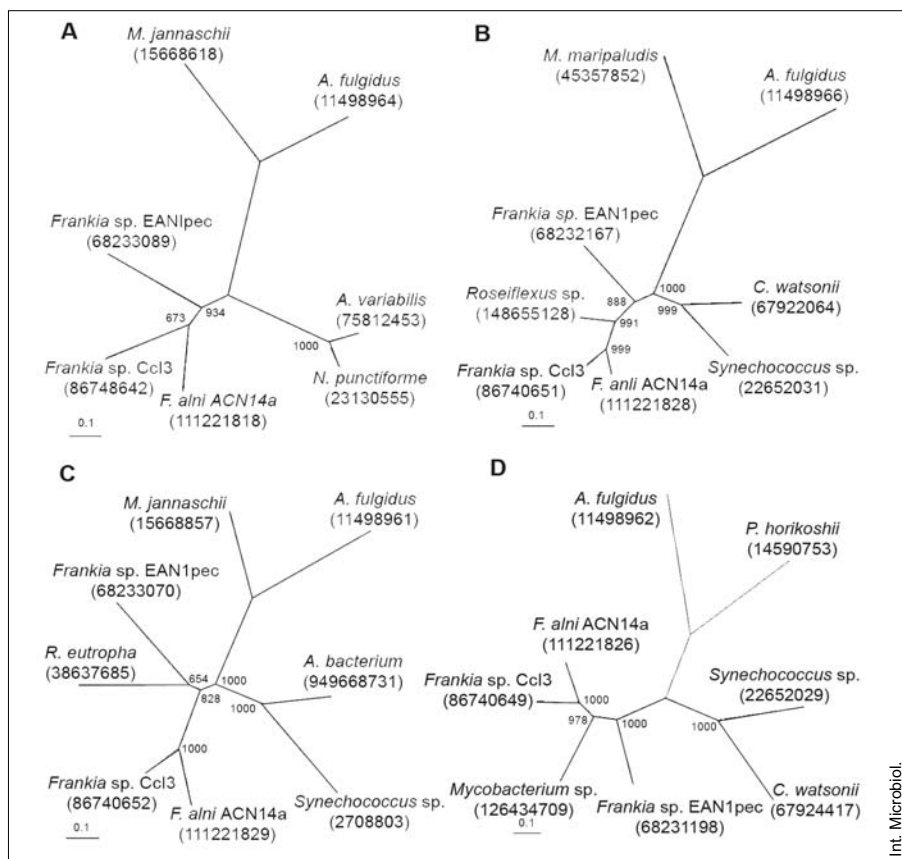 A
M. jannaschii
(15668618)
A. fulgidus
(11498964)
Frankia sp. EANIpec
(68233089)
A. variabilis
(75812453)
673
934
1000
Frankia sp. Ccl3
(86748642)
F. alni ACN14a
(111221818)
N. punctiforme
(23130555)
0.1
B
M. maripaludis
(45357852)
A. fulgidus
(11498966)
Frankia sp. EAN1pec
(68232167)
Roseiflexus sp.
(148655128)
888
1000
991
999
999
C. watsonii
(67922064)
Frankia sp. Ccl3
(86740651)
F. anli ACN14a
(111221828)
Synechococcus sp.
(22652031)
0.1
C
M. jannaschii
(15668857)
A. fulgidus
(11498961)
Frankia sp. EAN1pec
(68233070)
R. eutropha
(38637685)
A. bacterium
(949668731)
654
1000
828
1000
1000
Frankia sp. Ccl3
(86740652)
F. alni ACN14a
(111221829)
Synechococcus sp.
(2708803)
0.1
D
A. fulgidus
(11498962)
P. horikoshii
(14590753)
F. alni ACN14a
(111221826)
Frankia sp. Ccl3
(86740649)
Synechococcus sp.
(22652029)
1000
978
1000
1000
Mycobacterium sp.
(126434709)
Frankia sp. EAN1pec
(68231198)
C. watsonii
(67924417)
0.1
Int. Microbiol.